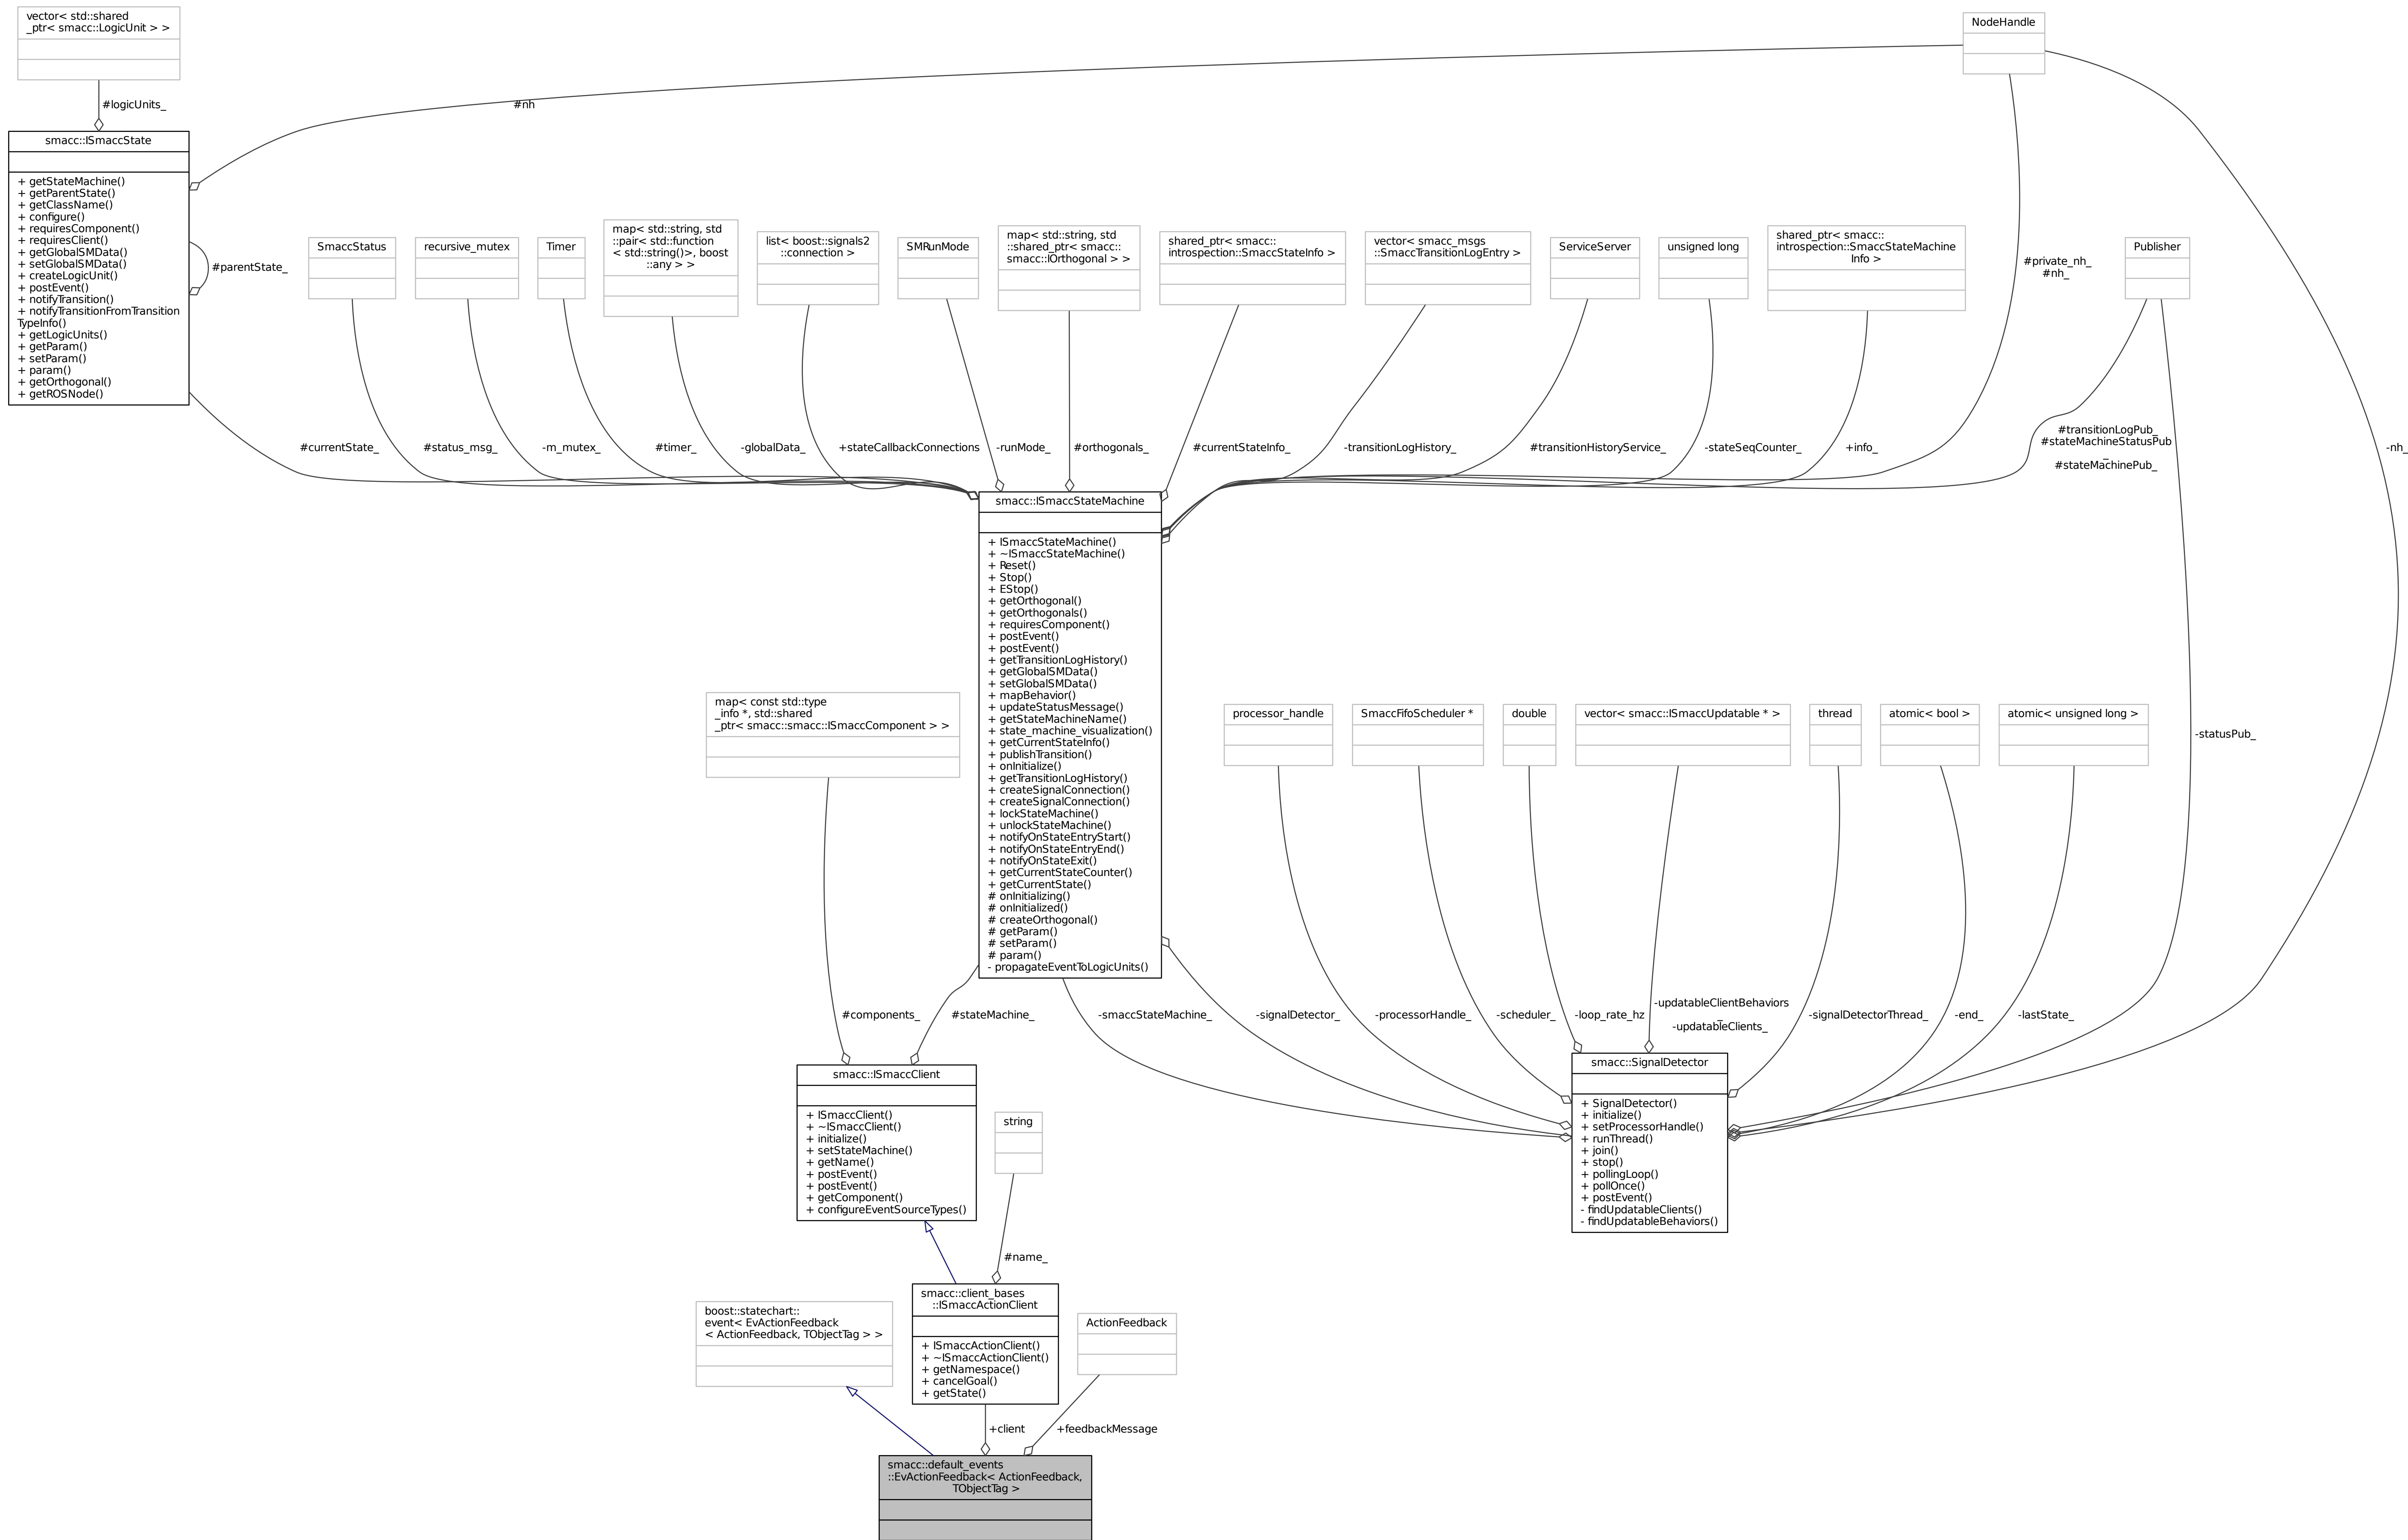 vector< std::shared
_ptr< smacc::LogicUnit > >
NodeHandle
#logicUnits_
#nh
smacc::ISmaccState
+ getStateMachine()
+ getParentState()
+ getClassName()
+ configure()
+ requiresComponent()
+ requiresClient()
+ getGlobalSMData()
+ setGlobalSMData()
+ createLogicUnit()
+ postEvent()
+ notifyTransition()
+ notifyTransitionFromTransition
TypeInfo()
+ getLogicUnits()
+ getParam()
+ setParam()
+ param()
+ getOrthogonal()
+ getROSNode()
#parentState_
SmaccStatus
recursive_mutex
Timer
map< std::string, std
::pair< std::function
< std::string()>, boost
::any > >
list< boost::signals2
::connection >
SMRunMode
map< std::string, std
::shared_ptr< smacc::
smacc::IOrthogonal > >
shared_ptr< smacc::
introspection::SmaccStateInfo >
vector< smacc_msgs
::SmaccTransitionLogEntry >
ServiceServer
unsigned long
shared_ptr< smacc::
introspection::SmaccStateMachine
Info >
#private_nh_
#nh_
Publisher
#currentState_
#status_msg_
-m_mutex_
#timer_
-globalData_
+stateCallbackConnections
-runMode_
#orthogonals_
#currentStateInfo_
-transitionLogHistory_
#transitionHistoryService_
-stateSeqCounter_
+info_
#transitionLogPub_
#stateMachineStatusPub
_
#stateMachinePub_
-nh_
smacc::ISmaccStateMachine
+ ISmaccStateMachine()
+ ~ISmaccStateMachine()
+ Reset()
+ Stop()
+ EStop()
+ getOrthogonal()
+ getOrthogonals()
+ requiresComponent()
+ postEvent()
+ postEvent()
+ getTransitionLogHistory()
+ getGlobalSMData()
+ setGlobalSMData()
+ mapBehavior()
+ updateStatusMessage()
+ getStateMachineName()
+ state_machine_visualization()
+ getCurrentStateInfo()
+ publishTransition()
+ onInitialize()
+ getTransitionLogHistory()
+ createSignalConnection()
+ createSignalConnection()
+ lockStateMachine()
+ unlockStateMachine()
+ notifyOnStateEntryStart()
+ notifyOnStateEntryEnd()
+ notifyOnStateExit()
+ getCurrentStateCounter()
+ getCurrentState()
# onInitializing()
# onInitialized()
# createOrthogonal()
# getParam()
# setParam()
# param()
- propagateEventToLogicUnits()
map< const std::type
_info *, std::shared
_ptr< smacc::smacc::ISmaccComponent > >
processor_handle
SmaccFifoScheduler *
double
vector< smacc::ISmaccUpdatable * >
thread
atomic< bool >
atomic< unsigned long >
-statusPub_
#components_
#stateMachine_
-smaccStateMachine_
-signalDetector_
-processorHandle_
-scheduler_
-loop_rate_hz
-updatableClientBehaviors
_
-updatableClients_
-signalDetectorThread_
-end_
-lastState_
smacc::ISmaccClient
+ ISmaccClient()
+ ~ISmaccClient()
+ initialize()
+ setStateMachine()
+ getName()
+ postEvent()
+ postEvent()
+ getComponent()
+ configureEventSourceTypes()
string
smacc::SignalDetector
+ SignalDetector()
+ initialize()
+ setProcessorHandle()
+ runThread()
+ join()
+ stop()
+ pollingLoop()
+ pollOnce()
+ postEvent()
- findUpdatableClients()
- findUpdatableBehaviors()
#name_
boost::statechart::
event< EvActionFeedback
< ActionFeedback, TObjectTag > >
smacc::client_bases
::ISmaccActionClient
+ ISmaccActionClient()
+ ~ISmaccActionClient()
+ getNamespace()
+ cancelGoal()
+ getState()
ActionFeedback
+client
+feedbackMessage
smacc::default_events
::EvActionFeedback< ActionFeedback,
TObjectTag >